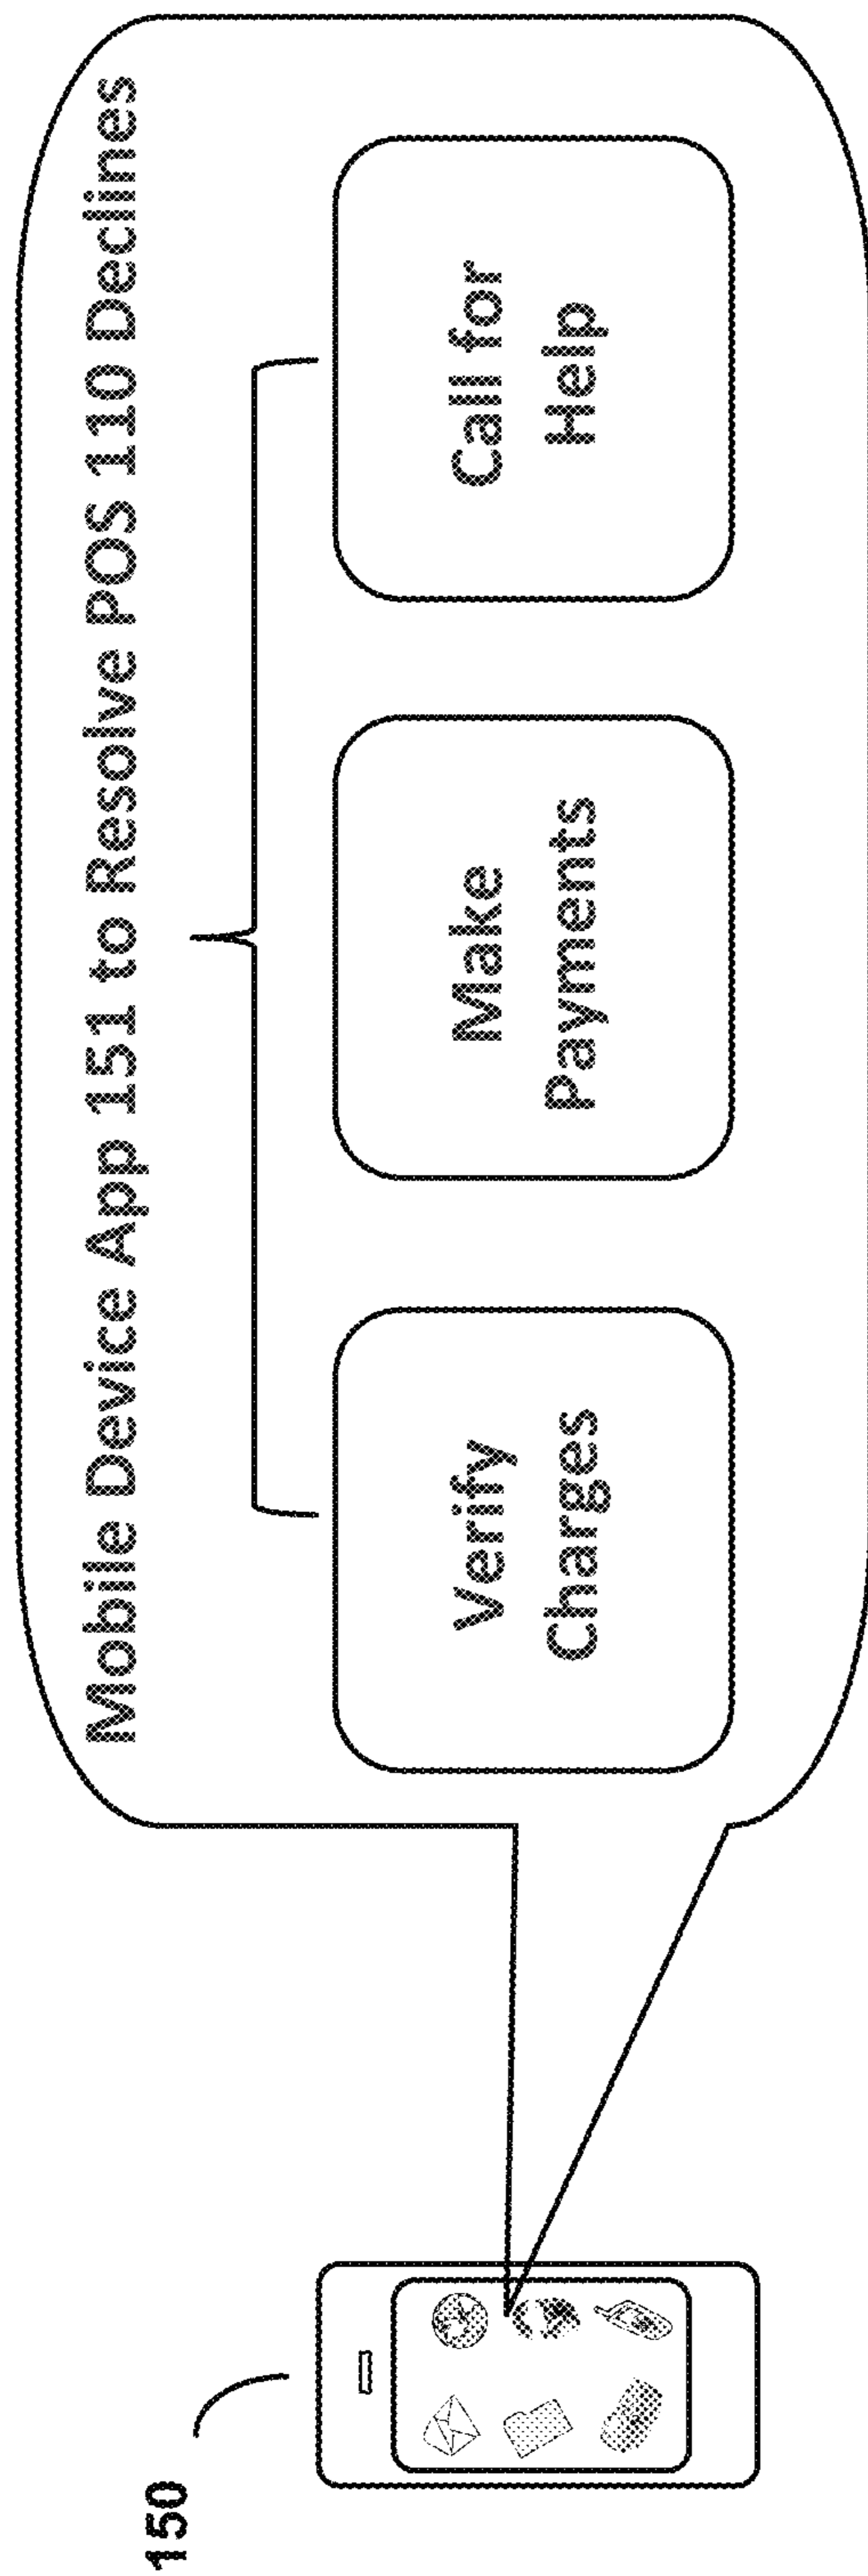 Mobile Device App 151 to Resolve POS 110 Declines
Verify
Charges
Make
Payments
Call for
Help
150